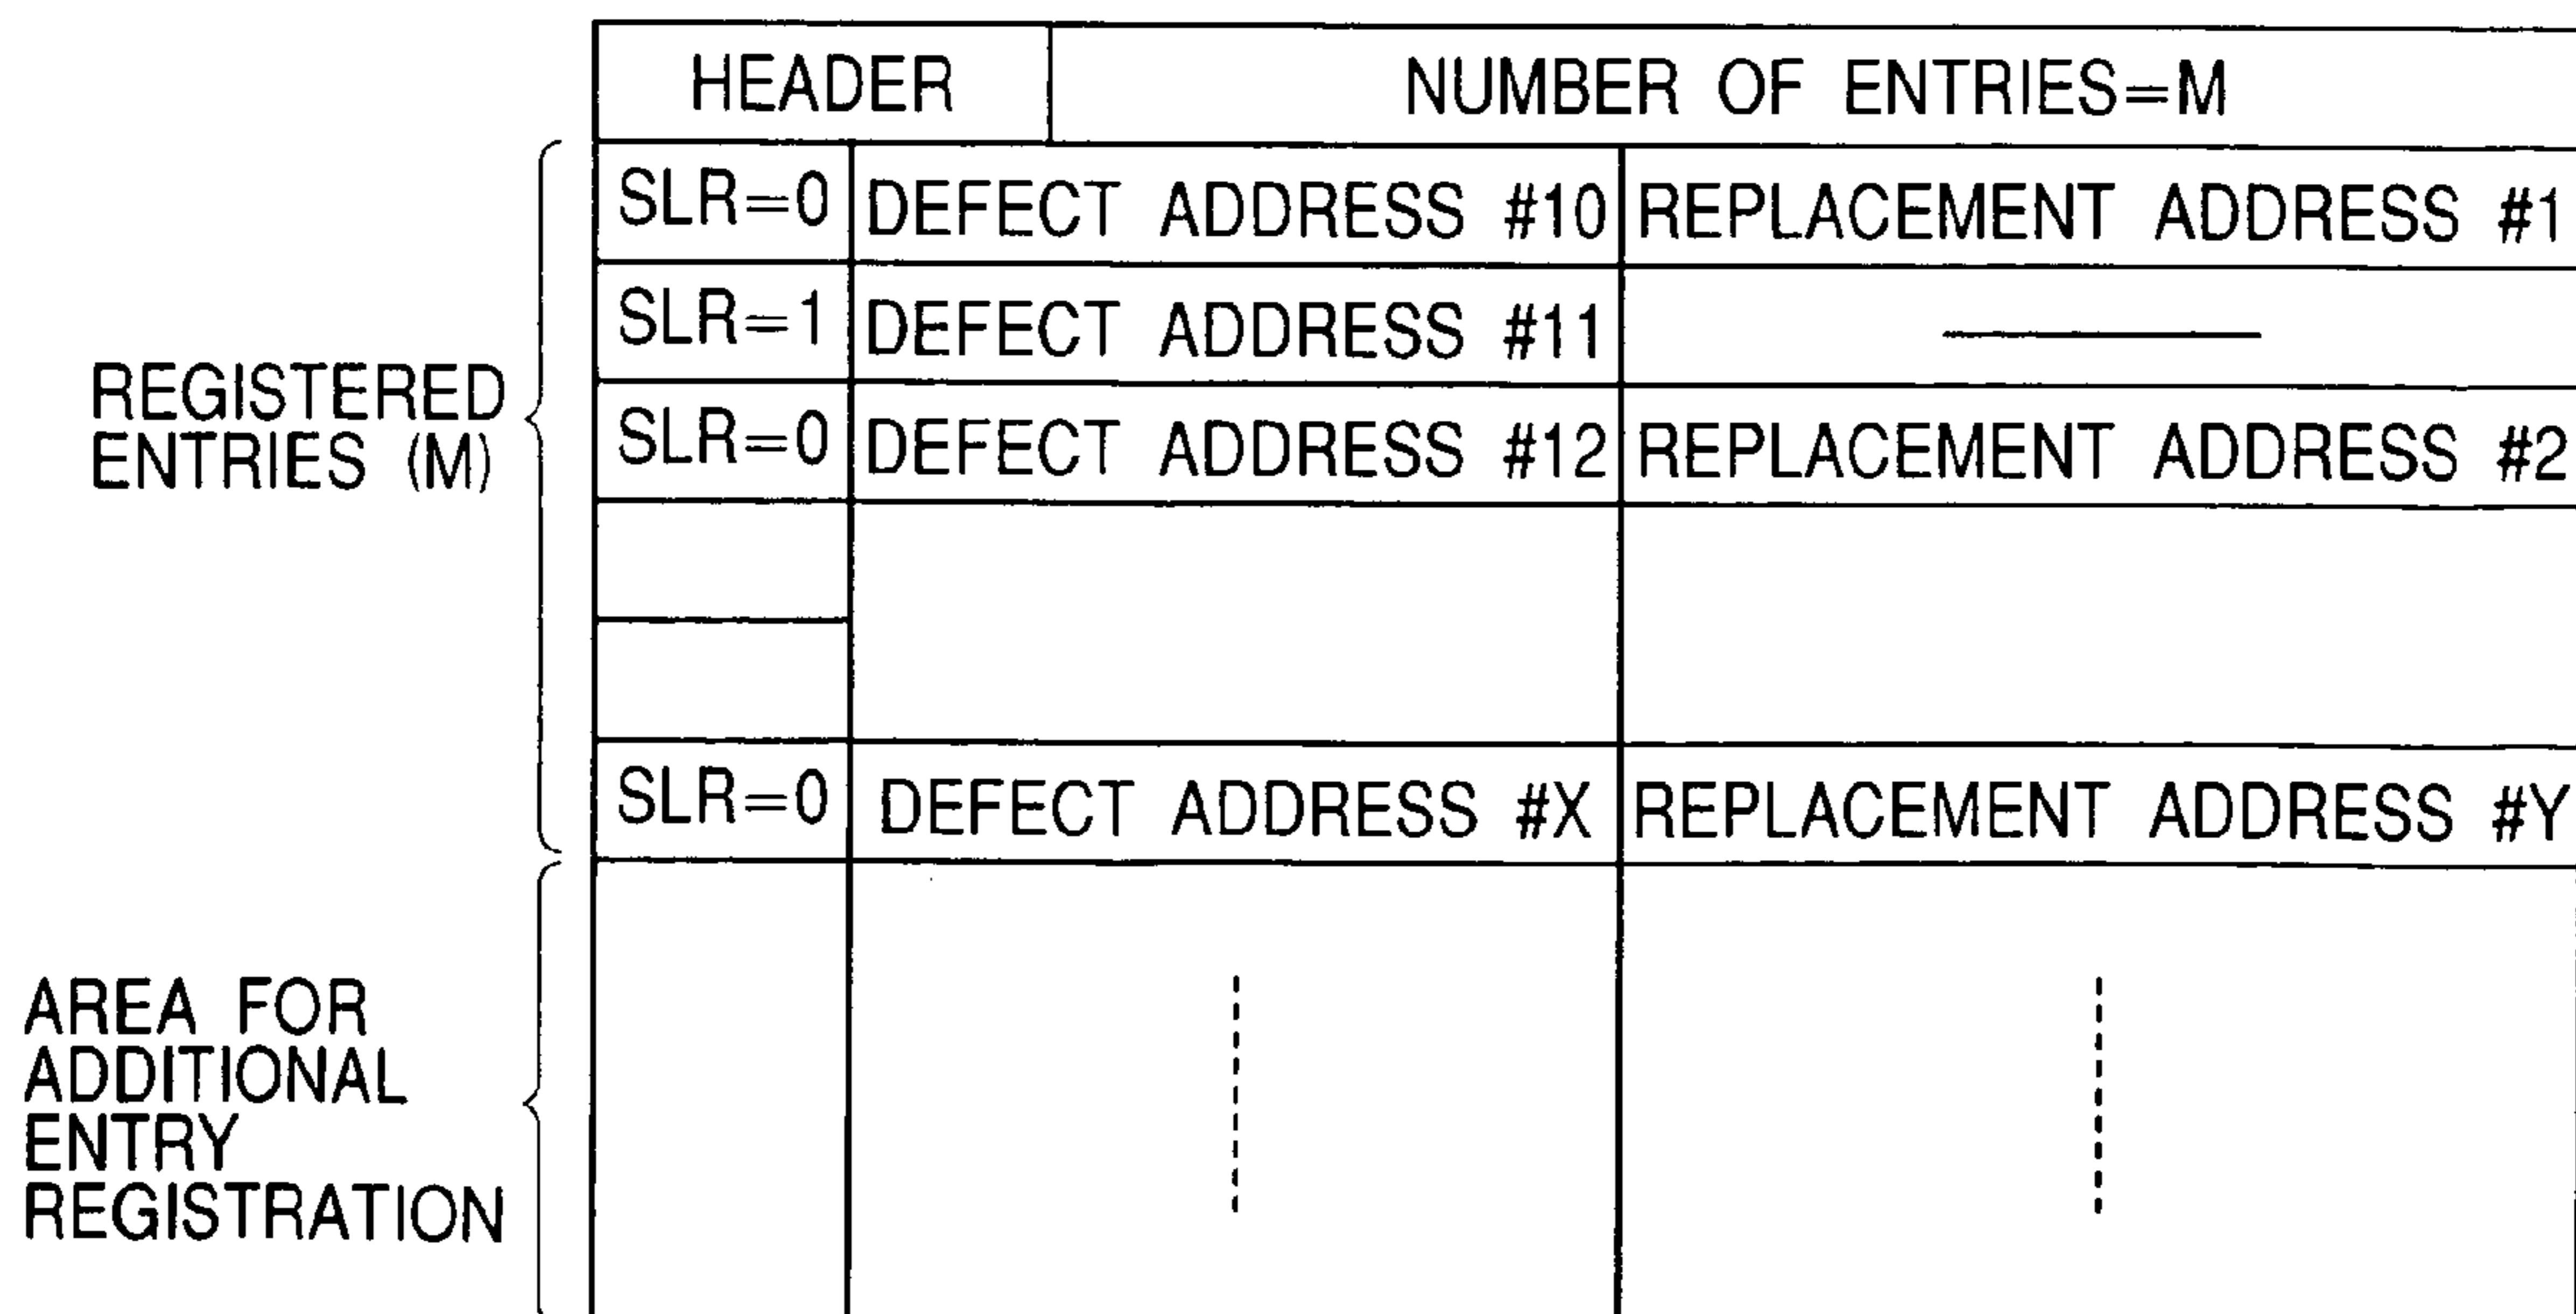 HEADER NUMBER OF ENTRIES=M
SLR=0 DEFECT ADDRESS #10 REPLACEMENT ADDRESS #1
SLR=1 DEFECT ADDRESS #11
SLR=0 DEFECT ADDRESS #12 REPLACEMENT ADDRESS #2
REGISTERED
ENTRIES (M)
SLR=0 DEFECT ADDRESS #X REPLACEMENT ADDRESS #Y
AREA FOR
ADDITIONAL
ENTRY
REGISTRATION